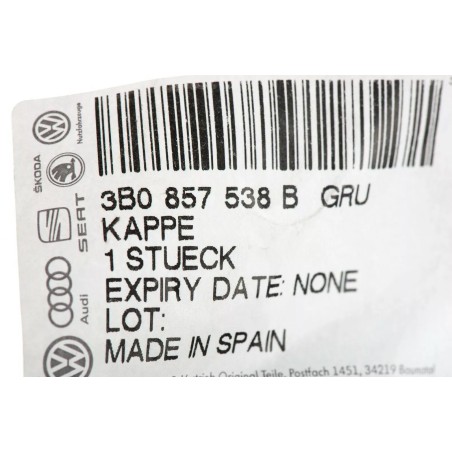 3B0 857 538 B GRU
KAPPE
1 STUECK
EXPIRY DATE: NONE
LOT:
MADE IN SPAIN
Original Teile, Postfach 1451, 34219 Baunatal
Nutzfahrzeuge
ŠKODA
SEAT
Audi